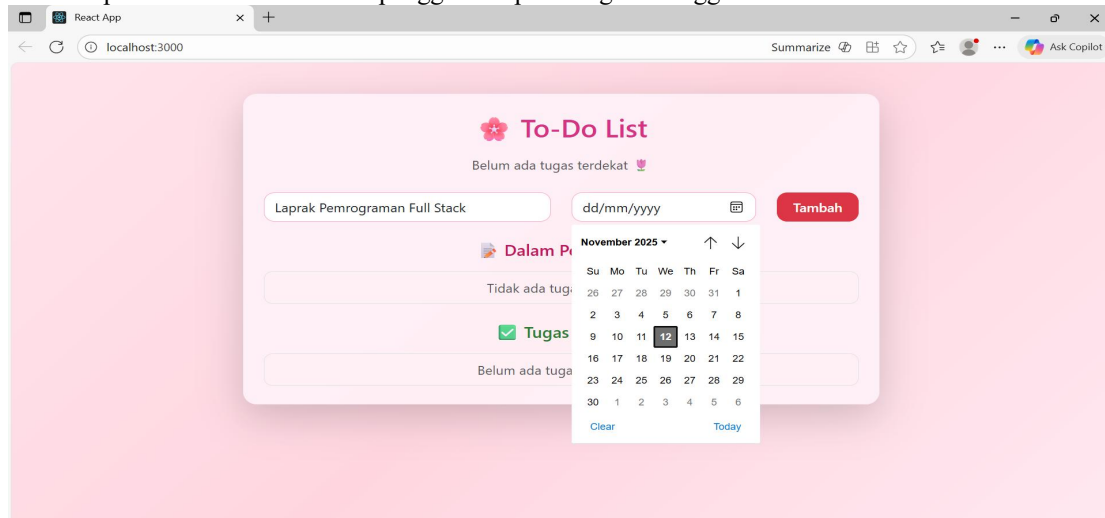 React App
localhost:3000
Summarize
Ask Copilot
To-Do List
Belum ada tugas terdekat
Laprak Pemrograman Full Stack
dd/mm/yyyy
Tambah
November 2025
Dalam
Su Mo Tu We Th Fr Sa
Tidak ada
26 27 28 29 30 31 1
2 3 4 5 6 7 8
Tugas
9 10 11 12 13 14 15
16 17 18 19 20 21 22
Belum ada
23 24 25 26 27 28 29
30 1 2 3 4 5 6
Clear Today